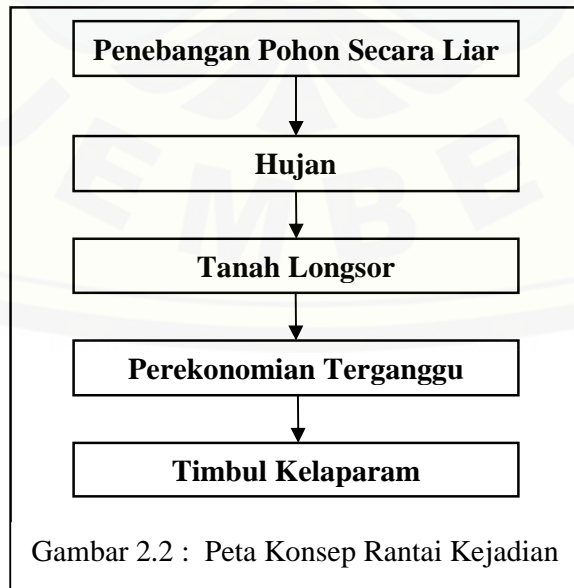 Penebangan Pohon Secara Liar
Hujan
Tanah Longsor
Perekonomian Terganggu
Timbul Kelaparam
Gambar 2.2 : Peta Konsep Rantai Kejadian